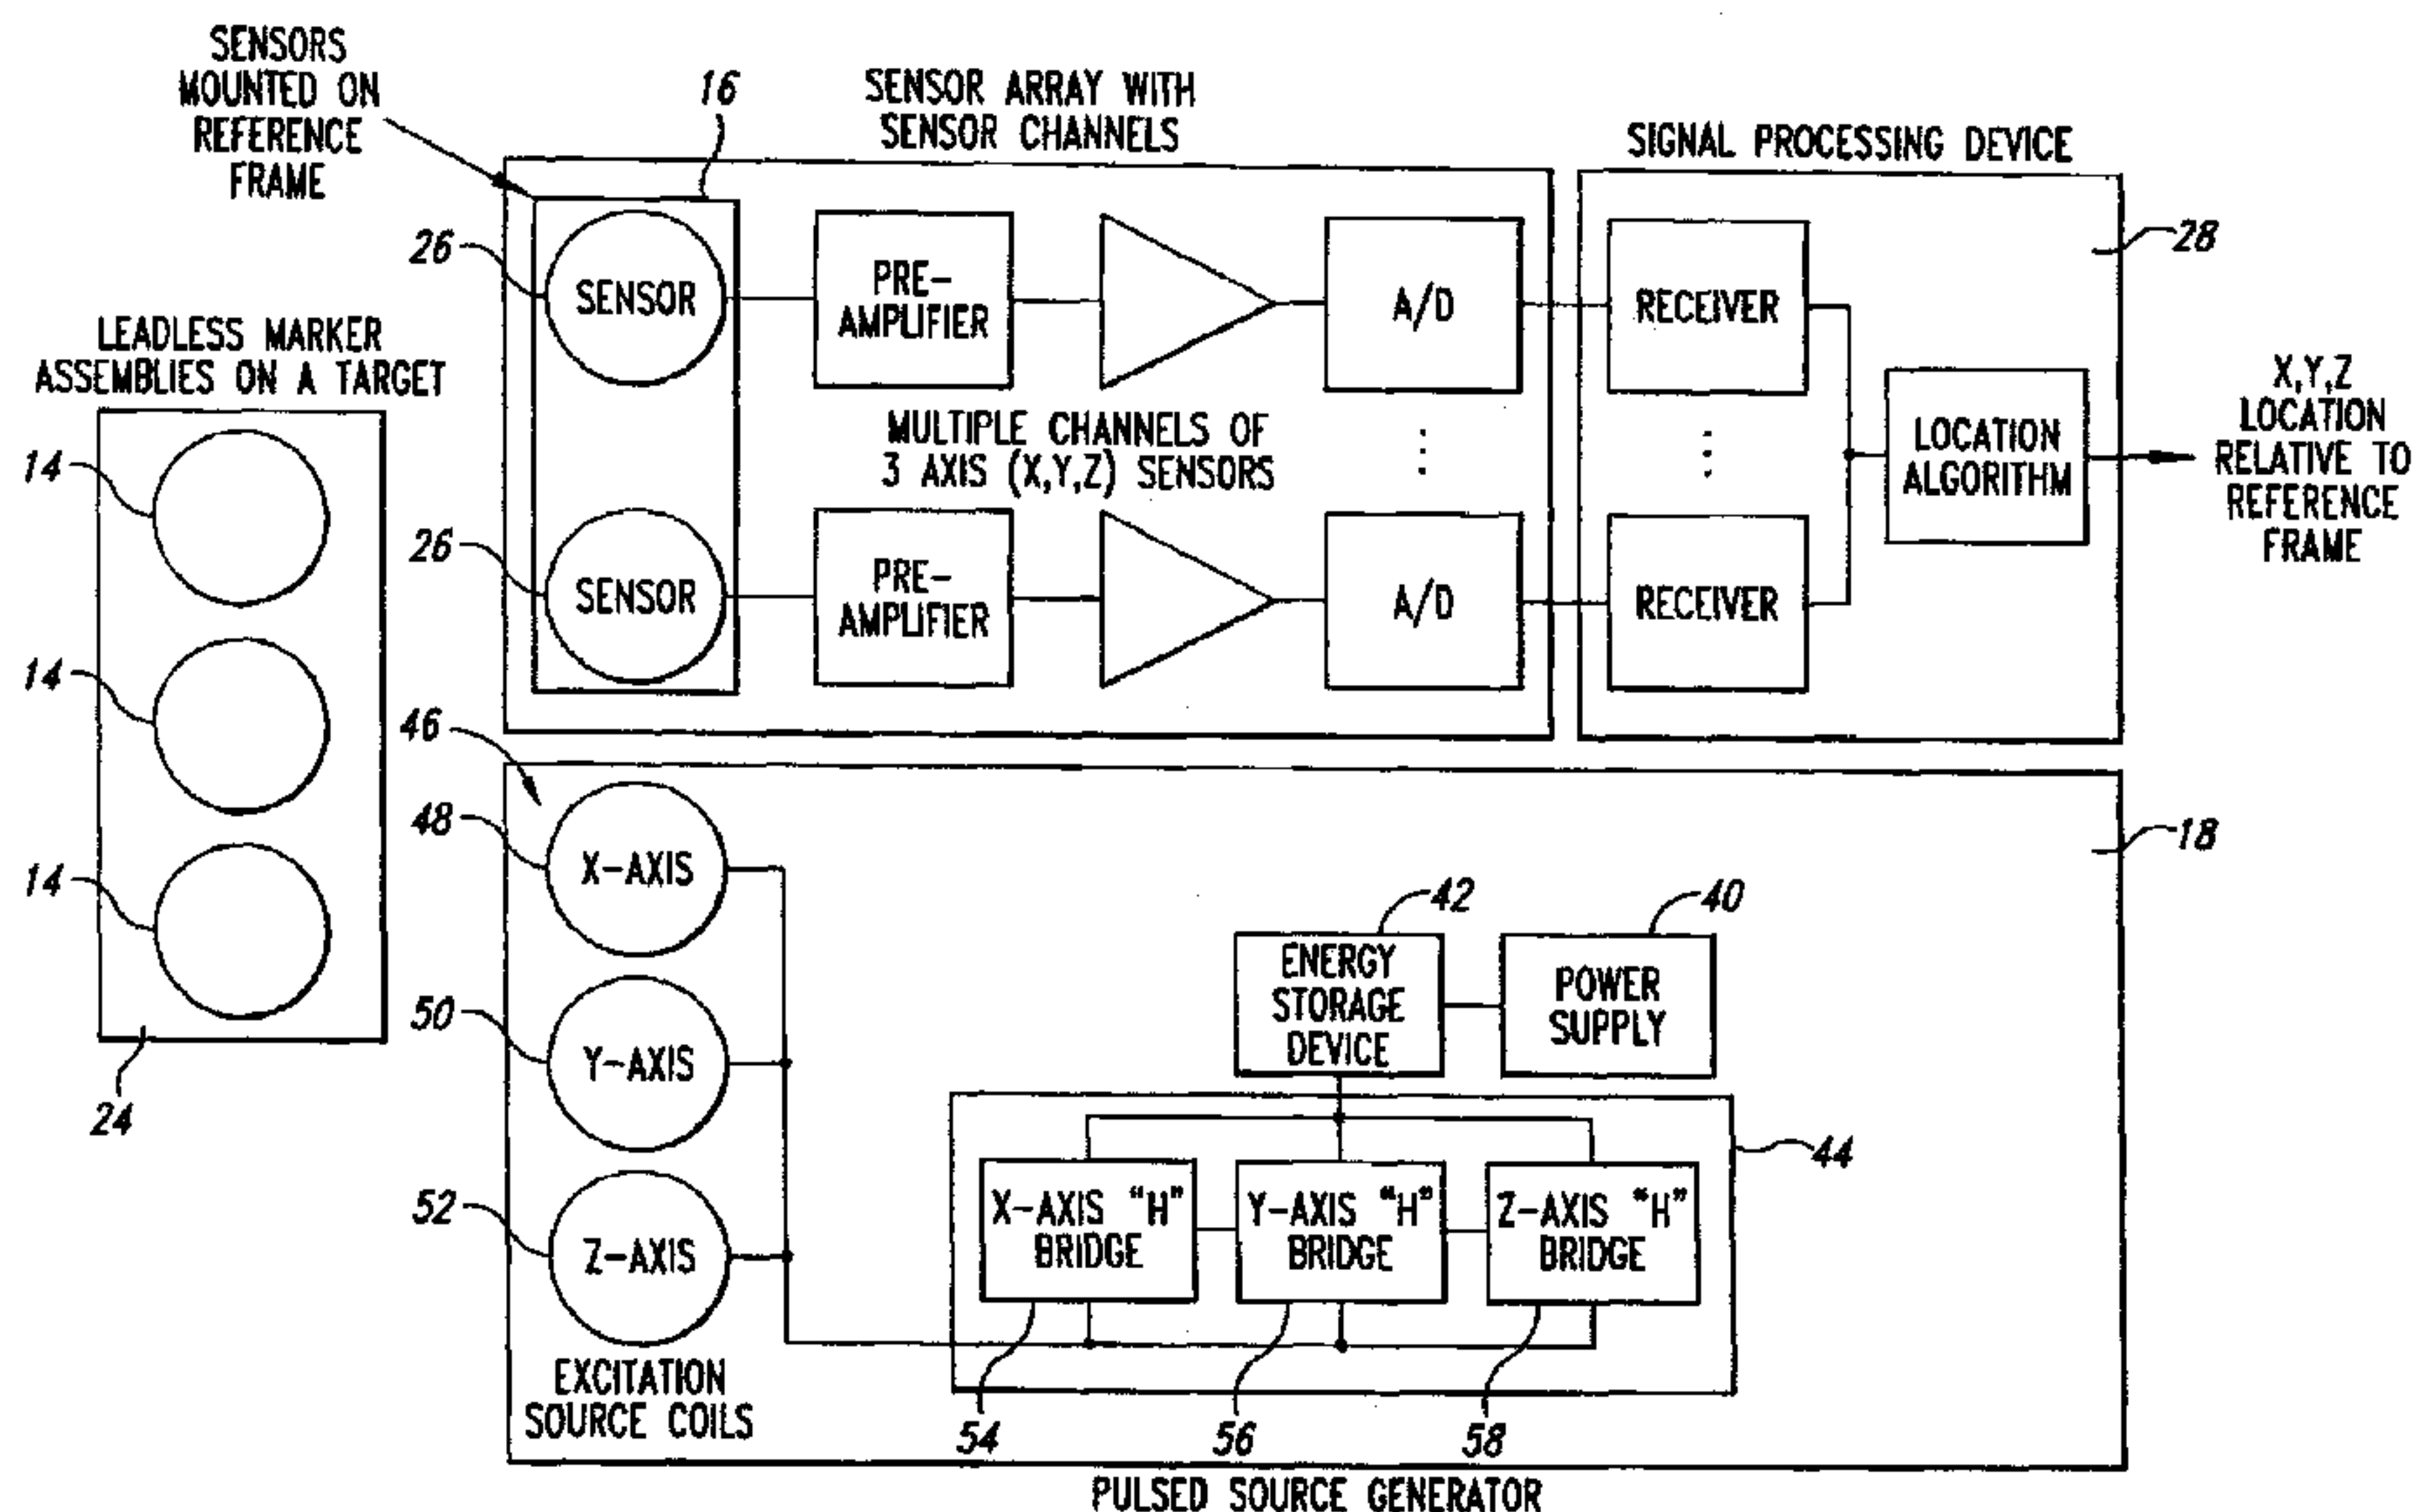 SENSORS
MOUNTED ON
REFERENCE
FRAME
16
SENSOR ARRAY WITH
SENSOR CHANNELS
SIGNAL PROCESSING DEVICE
28
26
SENSOR
PRE-
AMPLIFIER
A/D
RECEIVER
LEADLESS MARKER
ASSEMBLIES ON A TARGET
14
14
14
24
MULTIPLE CHANNELS OF
3 AXIS (X,Y,Z) SENSORS
LOCATION
ALGORITHM
X,Y,Z
LOCATION
RELATIVE TO
REFERENCE
FRAME
26
SENSOR
PRE-
AMPLIFIER
A/D
RECEIVER
46
48
X-AXIS
18
50
Y-AXIS
52
Z-AXIS
EXCITATION
SOURCE COILS
42
ENERGY
STORAGE
DEVICE
40
POWER
SUPPLY
44
X-AXIS "H"
BRIDGE
Y-AXIS "H"
BRIDGE
Z-AXIS "H"
BRIDGE
54
56
58
PULSED SOURCE GENERATOR